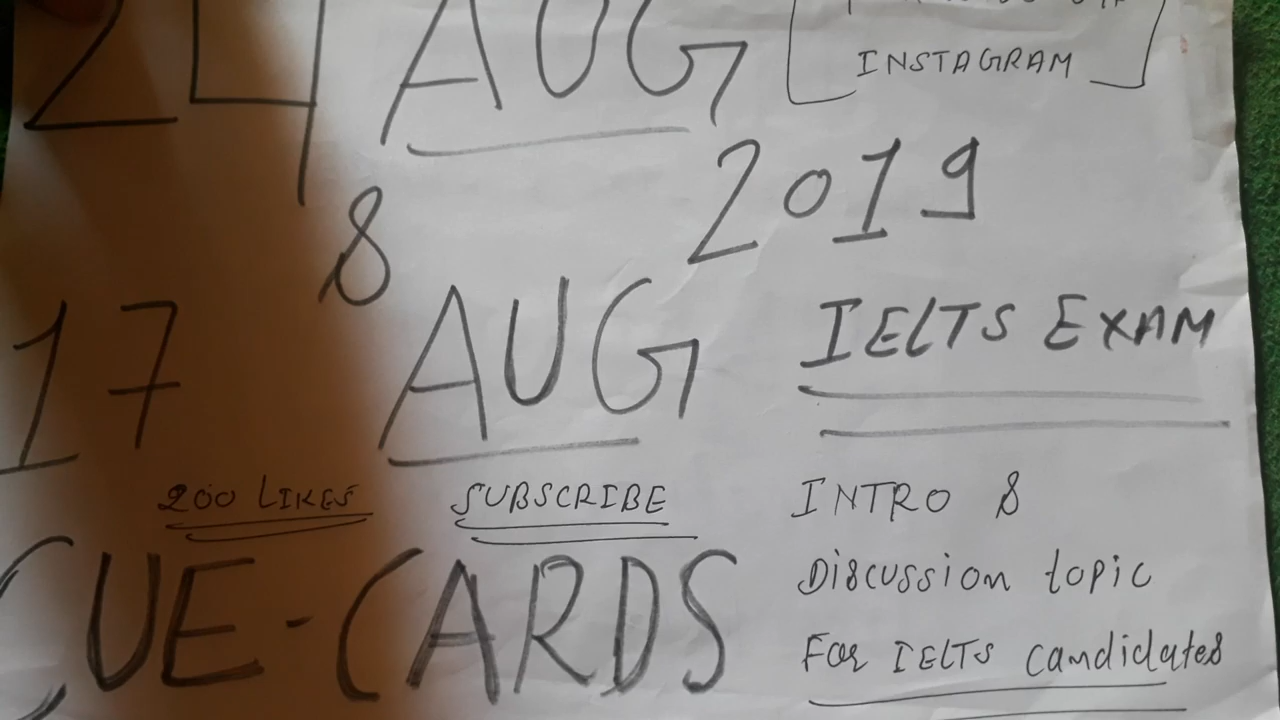 24 AUG
INSTAGRAM
2019
8
17 AUG
IELTS EXAM
200 LIKES SUBSCRIBE
CUE-CARDS
INTRO &
Discussion topic
For IELTS candidates